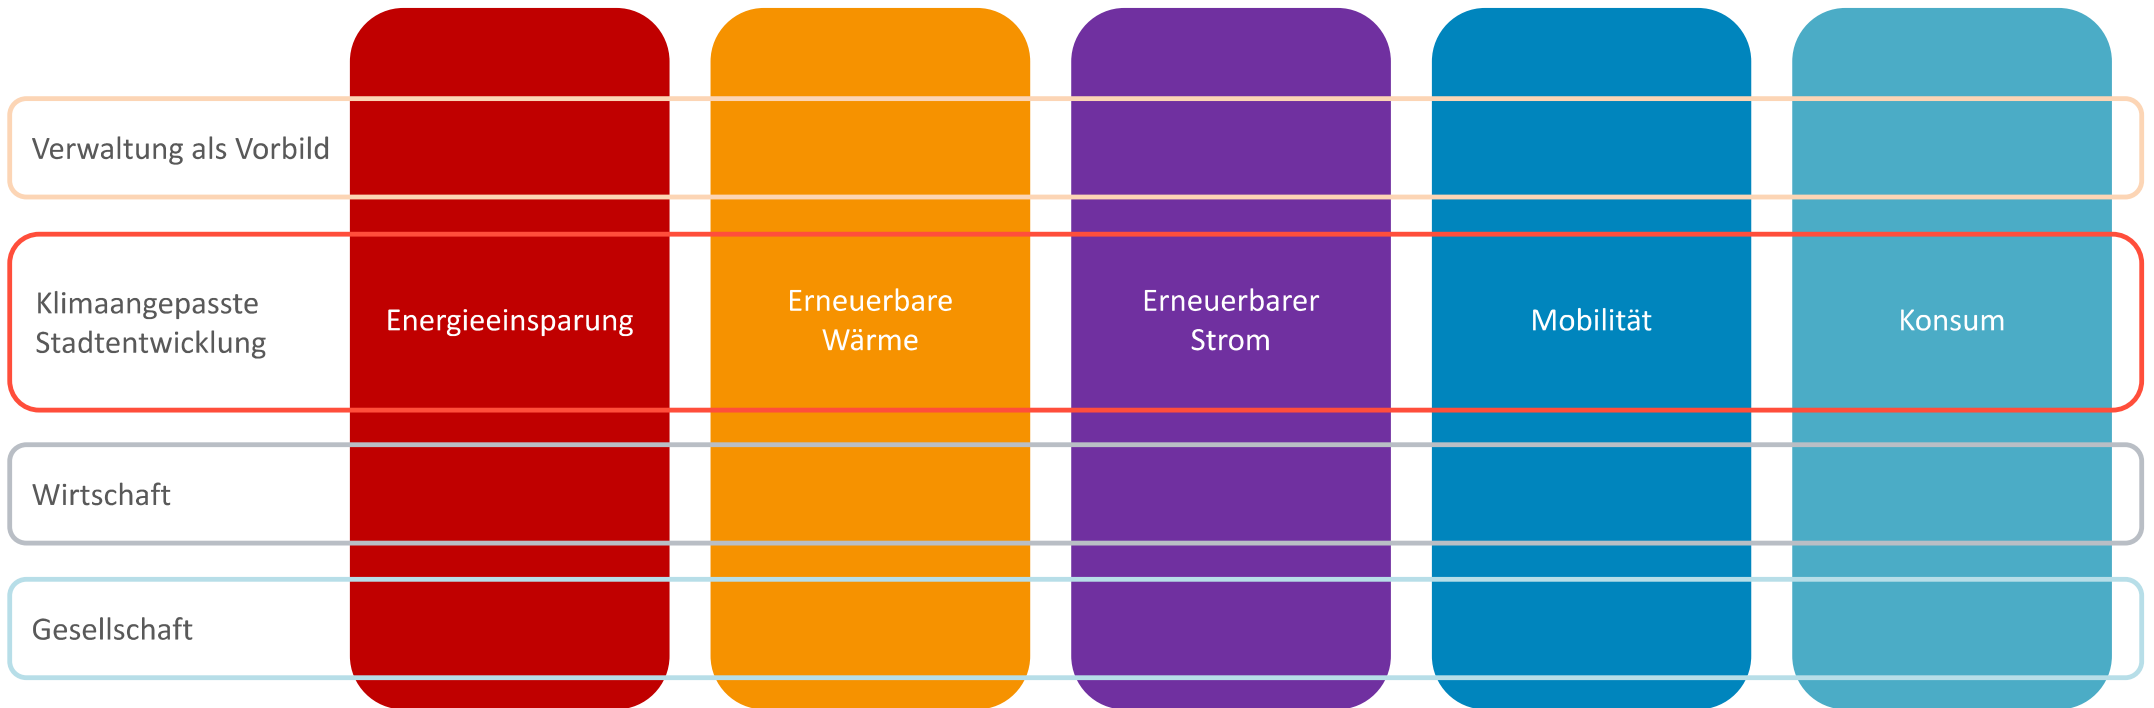 Verwaltung als Vorbild
Klimaangepasste
Stadtentwicklung
Energieeinsparung
Erneuerbare
Wärme
Erneuerbarer
Strom
Mobilität
Konsum
Wirtschaft
Gesellschaft